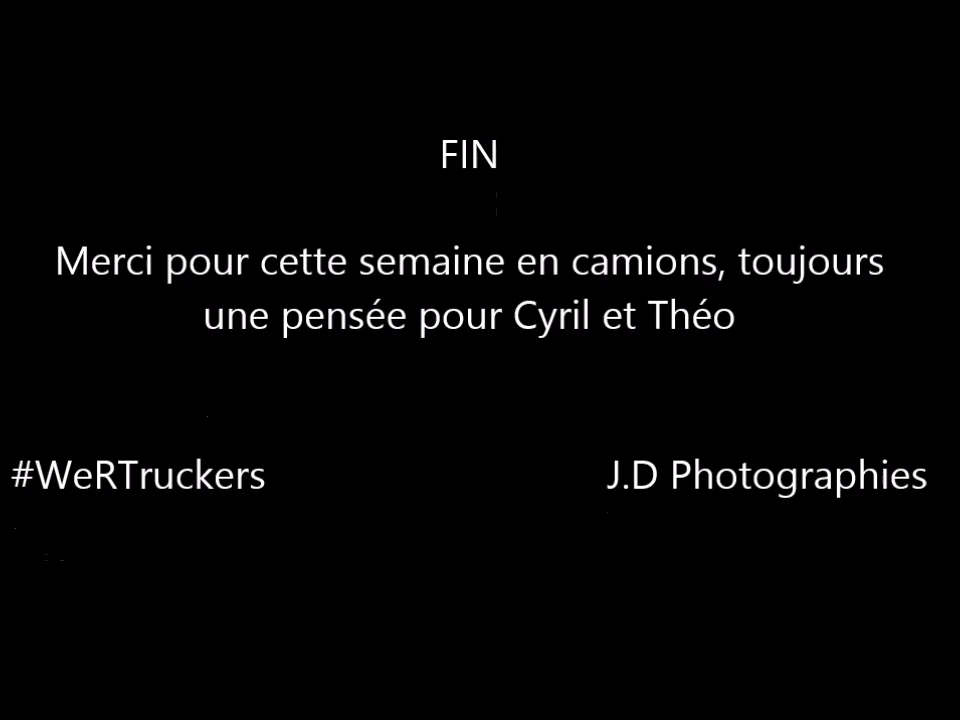 FIN
Merci pour cette semaine en camions, toujours
une pensée pour Cyril et Théo
#WeRTruckers
J.D Photographies